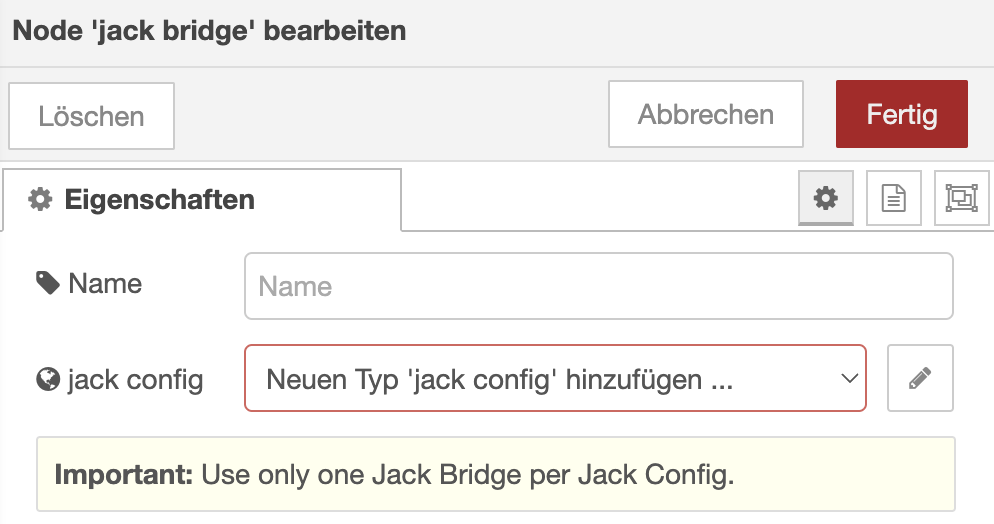 Node 'jack bridge' bearbeiten
Löschen
Abbrechen
Fertig
Eigenschaften
Name
Name
jack config
Neuen Typ 'jack config' hinzufügen ...
Important: Use only one Jack Bridge per Jack Config.